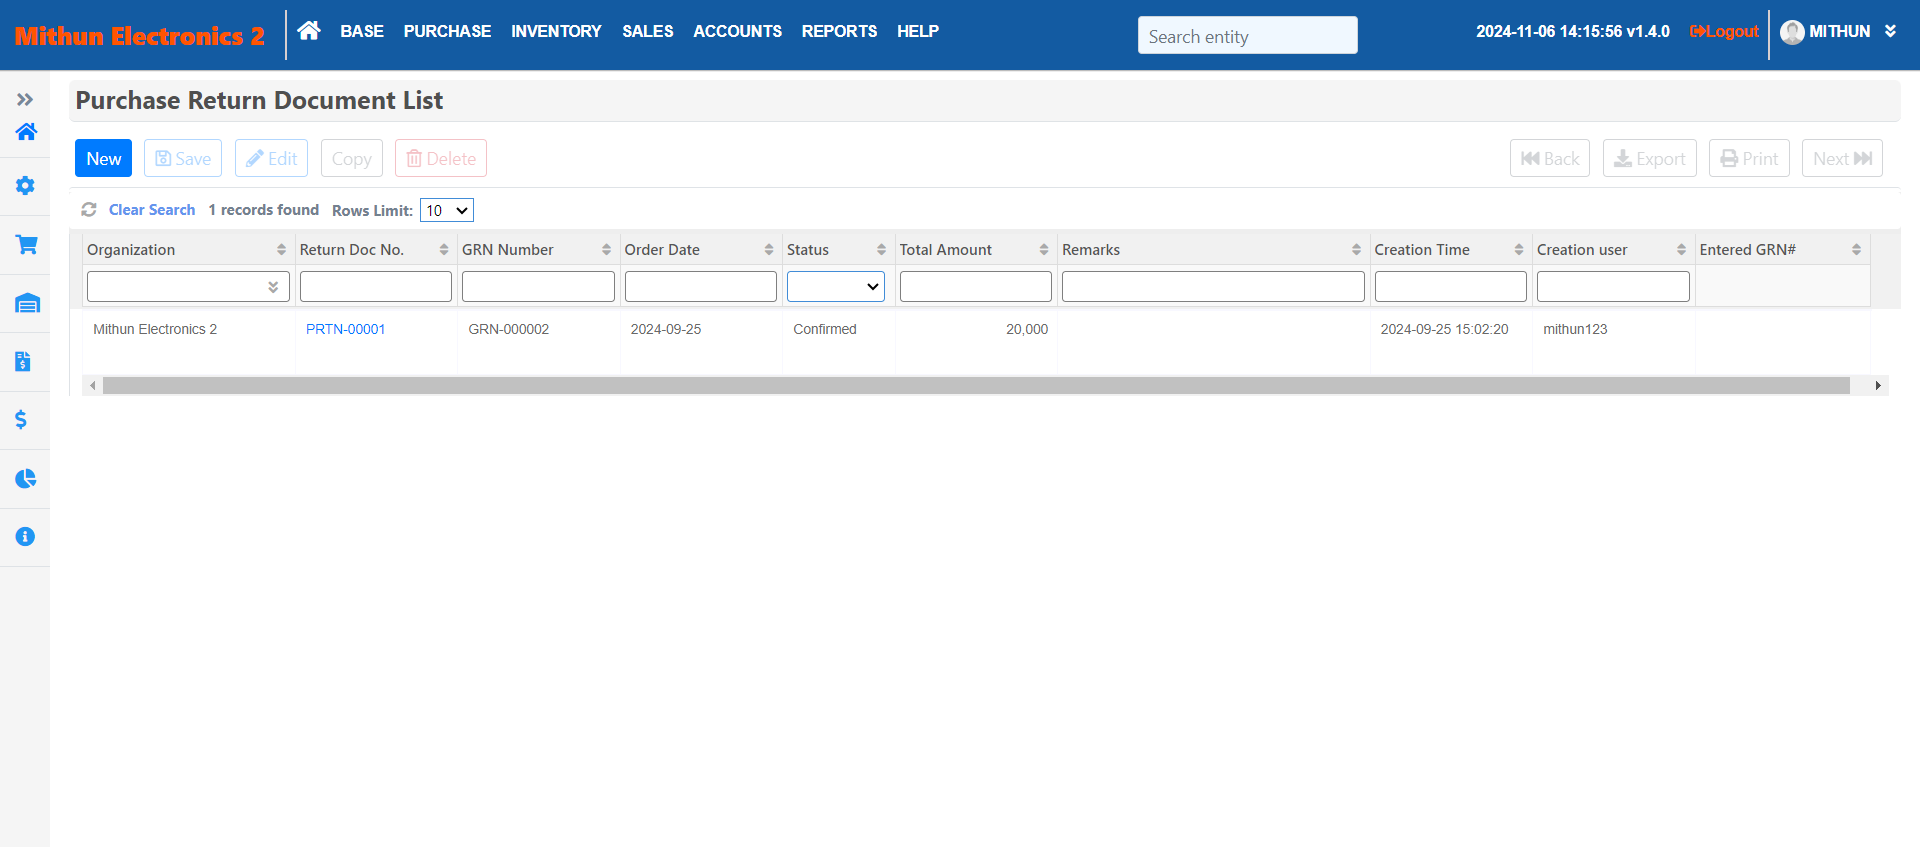 Mithun Electronics 2 BASE PURCHASE INVENTORY SALES ACCOUNTS REPORTS HELP Search entity 2024-11-06 14:15:56 v1.4.0 Logout MITHUN
Purchase Return Document List
New Save Edit Copy Delete Back Export Print Next
Clear Search 1 records found Rows Limit: 10
Organization Return Doc No. GRN Number Order Date Status Total Amount Remarks Creation Time Creation user Entered GRN#
Mithun Electronics 2 PRTN-00001 GRN-000002 2024-09-25 Confirmed 20,000 2024-09-25 15:02:20 mithun123